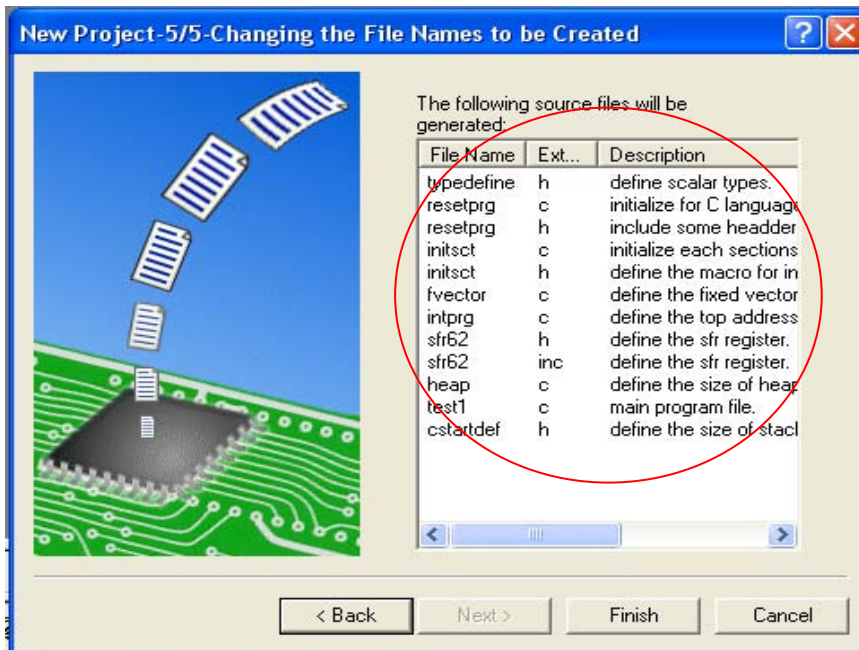 New Project-5/5-Changing the File Names to be Created
The following source files will be
generated:
File Name Ext... Description
typedefine h define scalar types.
resetprg c initialize for C language
resetprg h include some headder
initsct c initialize each sections
initsct h define the macro for in
fvector c define the fixed vector
intprg c define the top address
sfr62 h define the sfr register.
sfr62 inc define the sfr register.
heap c define the size of heap
test1 c main program file.
cstartdef h define the size of stac
< Back Next > Finish Cancel